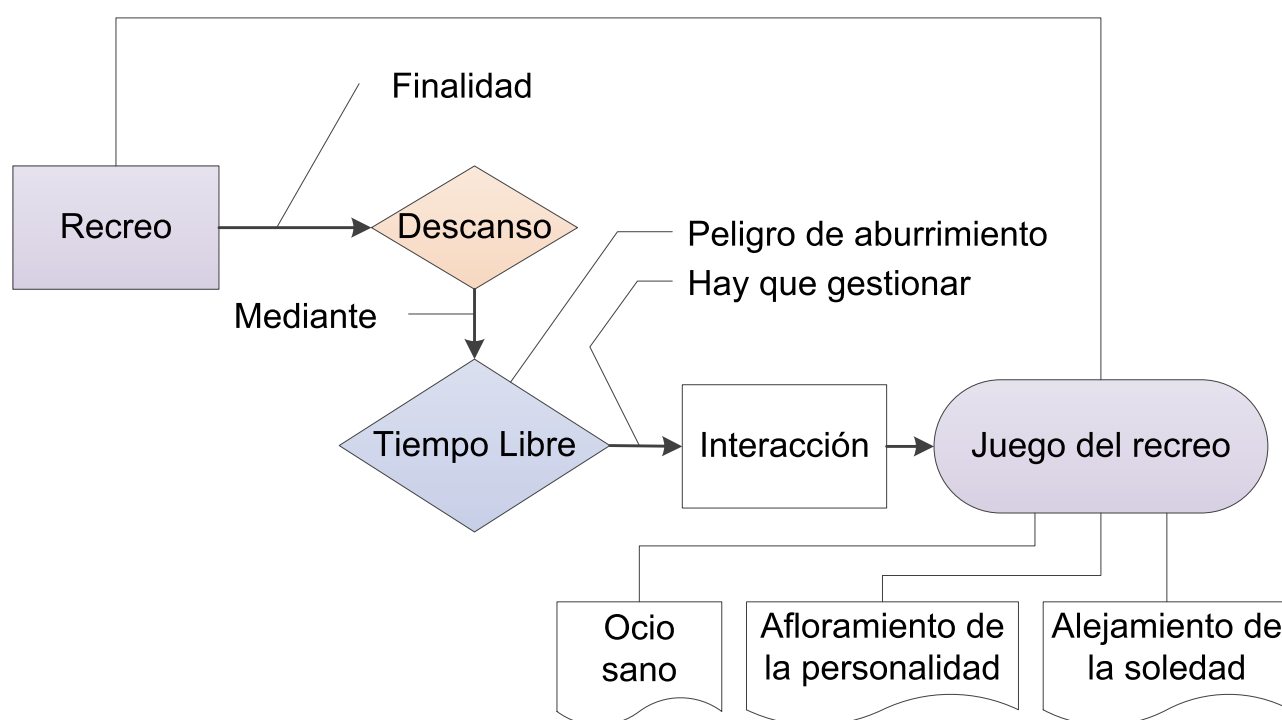 Finalidad
Recreo
Descanso
Peligro de aburrimiento
Hay que gestionar
Mediante
Tiempo Libre
Interacción
Juego del recreo
Ocio
sano
Afloramiento de
la personalidad
Alejamiento de
la soledad